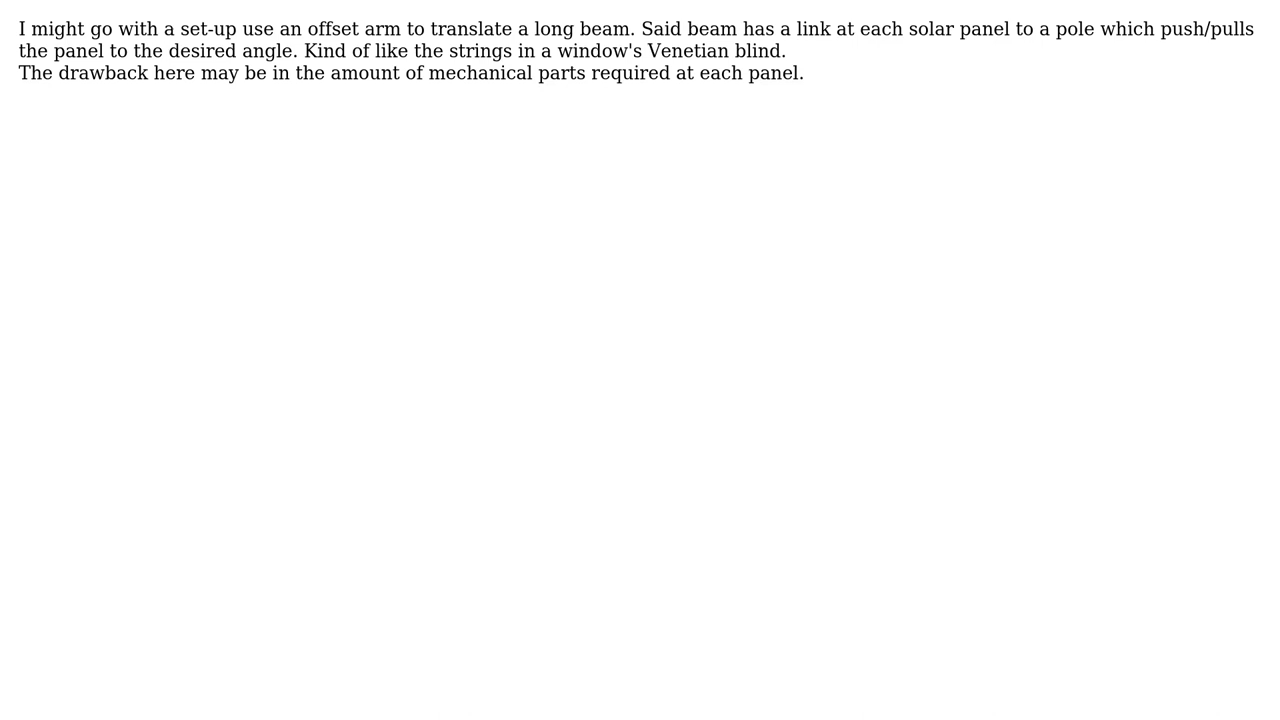 I might go with a set-up use an offset arm to translate a long beam. Said beam has a link at each solar panel to a pole which push/pulls
the panel to the desired angle. Kind of like the strings in a window's Venetian blind.
The drawback here may be in the amount of mechanical parts required at each panel.